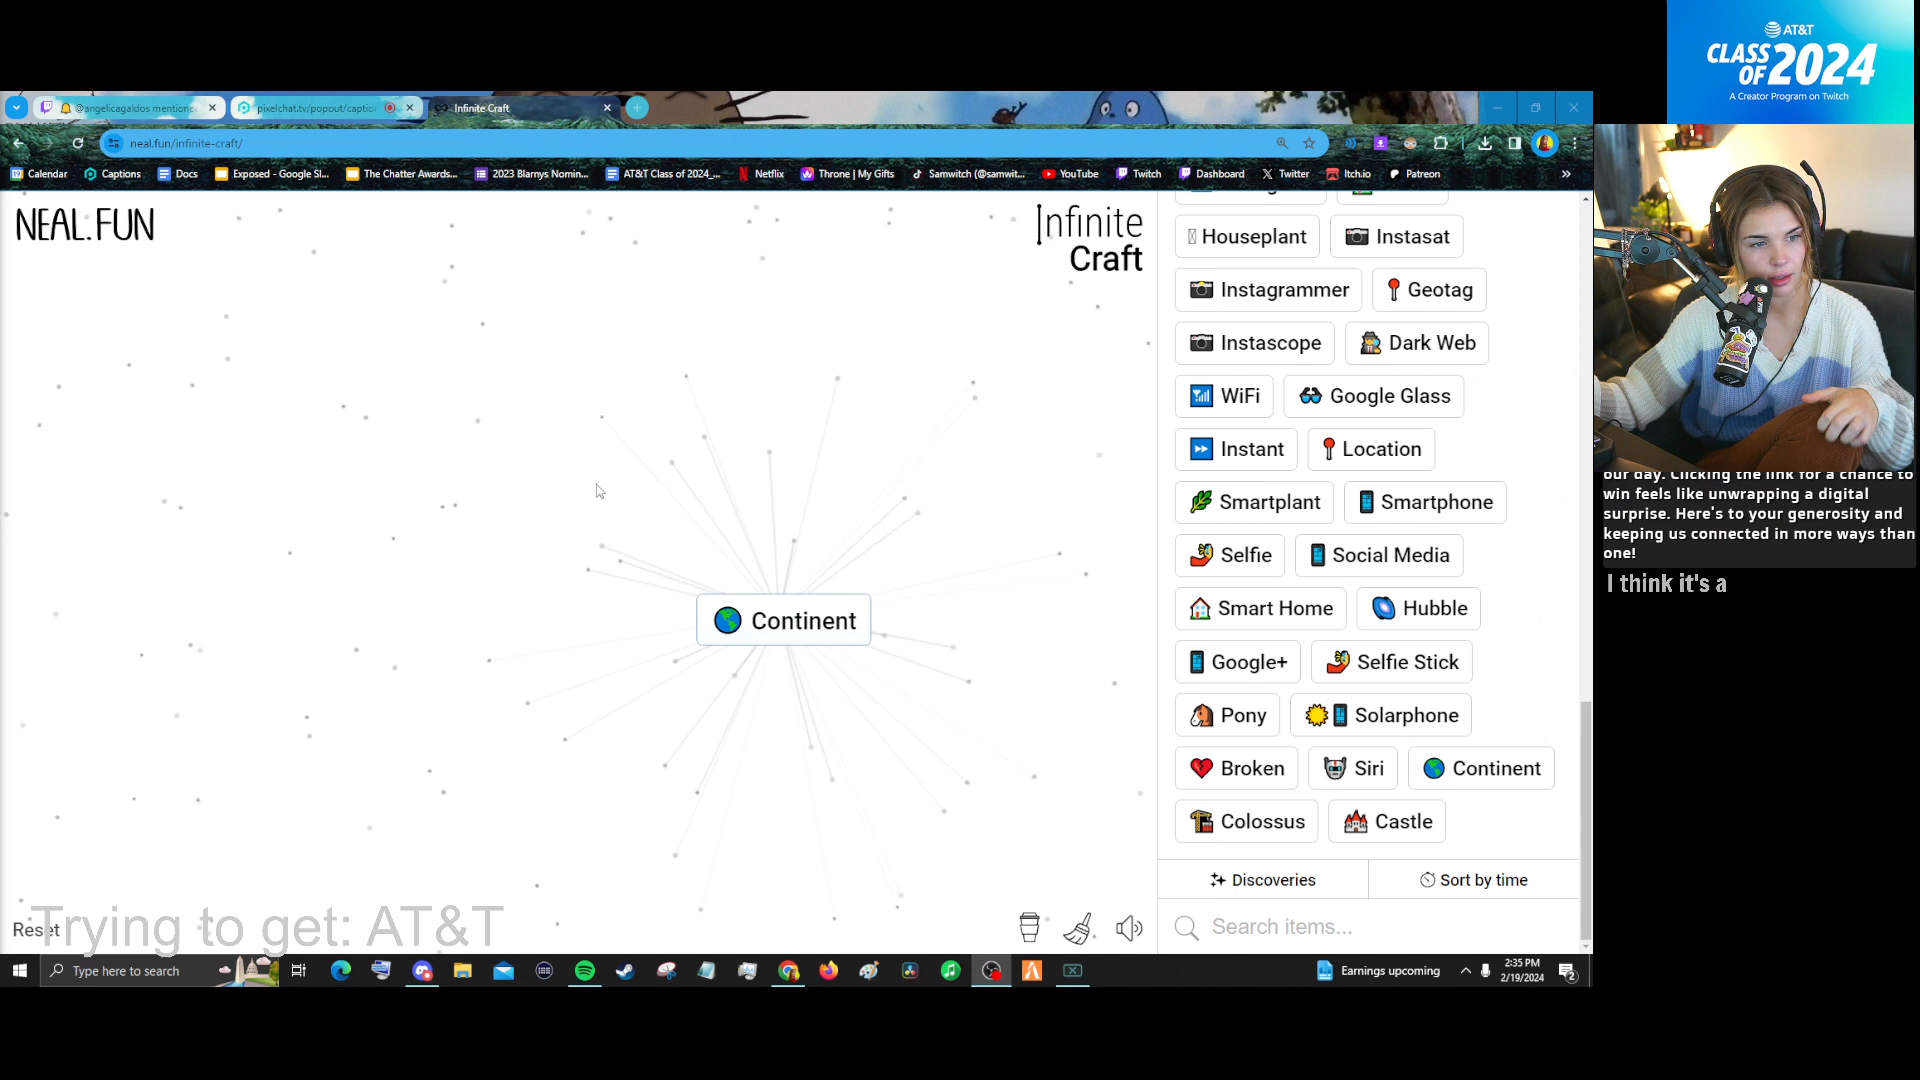 AT&T
CLASS
OF 2024
A Creator Program on Twitch
@angelicagaldos mentione
pixelchat.tv/popout/captio
Infinite Craft
neal.fun/infinite-craft/
Calendar
Captions
Docs
Exposed - Google Sl...
The Chatter Awards...
2023 Blarnys Nomin...
AT&T Class of 2024_...
Netflix
Throne | My Gifts
Samwitch (@samwit...
YouTube
Twitch
Dashboard
Twitter
Itch.io
Patreon
NEAL.FUN
Infinite
Craft
Houseplant
Instasat
Instagrammer
Geotag
Instascope
Dark Web
WiFi
Google Glass
Instant
Location
Smartplant
Smartphone
Selfie
Social Media
Smart Home
Hubble
Google+
Selfie Stick
Pony
Solarphone
Broken
Siri
Continent
Colossus
Castle
Continent
Discoveries
Sort by time
Search items...
Reset
Trying to get: AT&T
our day. Clicking the link for a chance to
win feels like unwrapping a digital
surprise. Here's to your generosity and
keeping us connected in more ways than
one!
I think it's a
Type here to search
Earnings upcoming
2:35 PM
2/19/2024
2